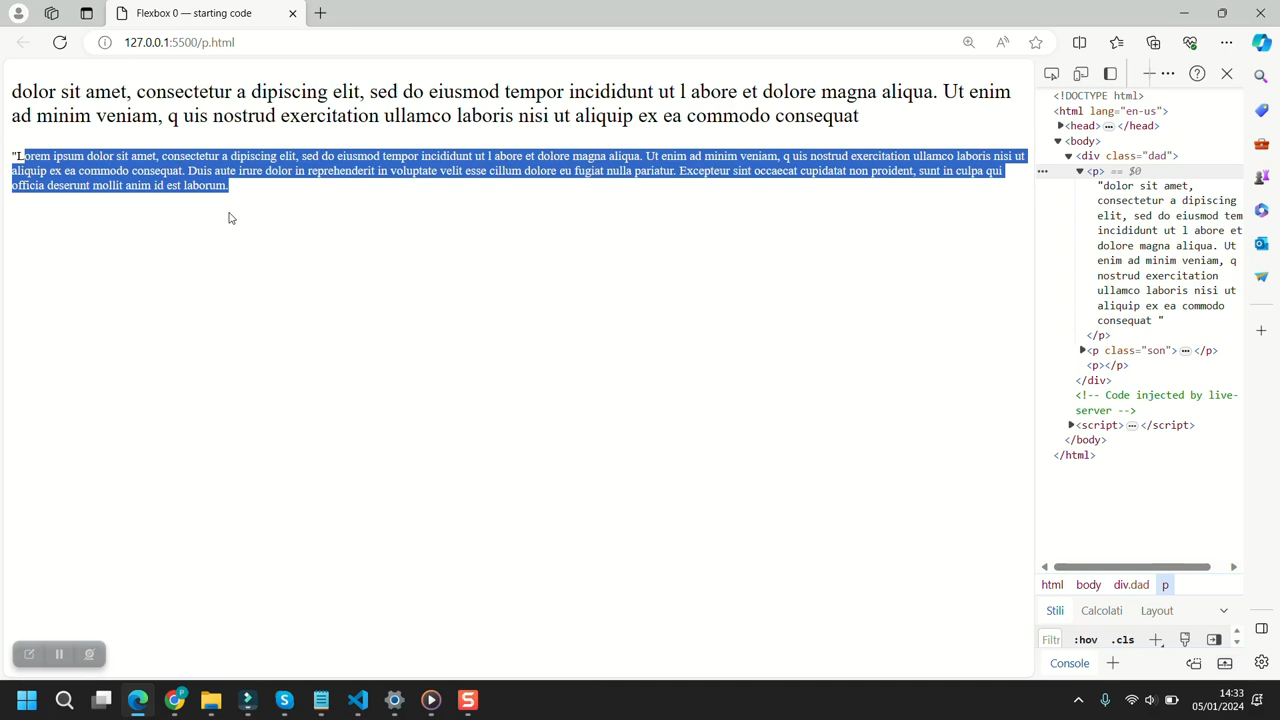 Flexbox 0 — starting code
127.0.0.1:5500/p.html
dolor sit amet, consectetur a dipiscing elit, sed do eiusmod tempor incididunt ut l abore et dolore magna aliqua. Ut enim
ad minim veniam, q uis nostrud exercitation ullamco laboris nisi ut aliquip ex ea commodo consequat
"Lorem ipsum dolor sit amet, consectetur a dipiscing elit, sed do eiusmod tempor incididunt ut l abore et dolore magna aliqua. Ut enim ad minim veniam, q uis nostrud exercitation ullamco laboris nisi ut
aliquip ex ea commodo consequat. Duis aute irure dolor in reprehenderit in voluptate velit esse cillum dolore eu fugiat nulla pariatur. Excepteur sint occaecat cupidatat non proident, sunt in culpa qui
officia deserunt mollit anim id est laborum.
<!DOCTYPE html>
<html lang="en-us">
<head> ••• </head>
<body>
<div class="dad">
••• <p> == $0
"dolor sit amet,
consectetur a dipiscing
elit, sed do eiusmod tem
incididunt ut l abore et
dolore magna aliqua. Ut
enim ad minim veniam, q
nostrud exercitation
ullamco laboris nisi ut
aliquip ex ea commodo
consequat "
</p>
<p class="son"> ••• </p>
<p></p>
</div>
<!-- Code injected by live-
server -->
<script> ••• </script>
</body>
</html>
html body div.dad p
Stili Calcolati Layout
Filtr :hov .cls
Console
14:33
05/01/2024